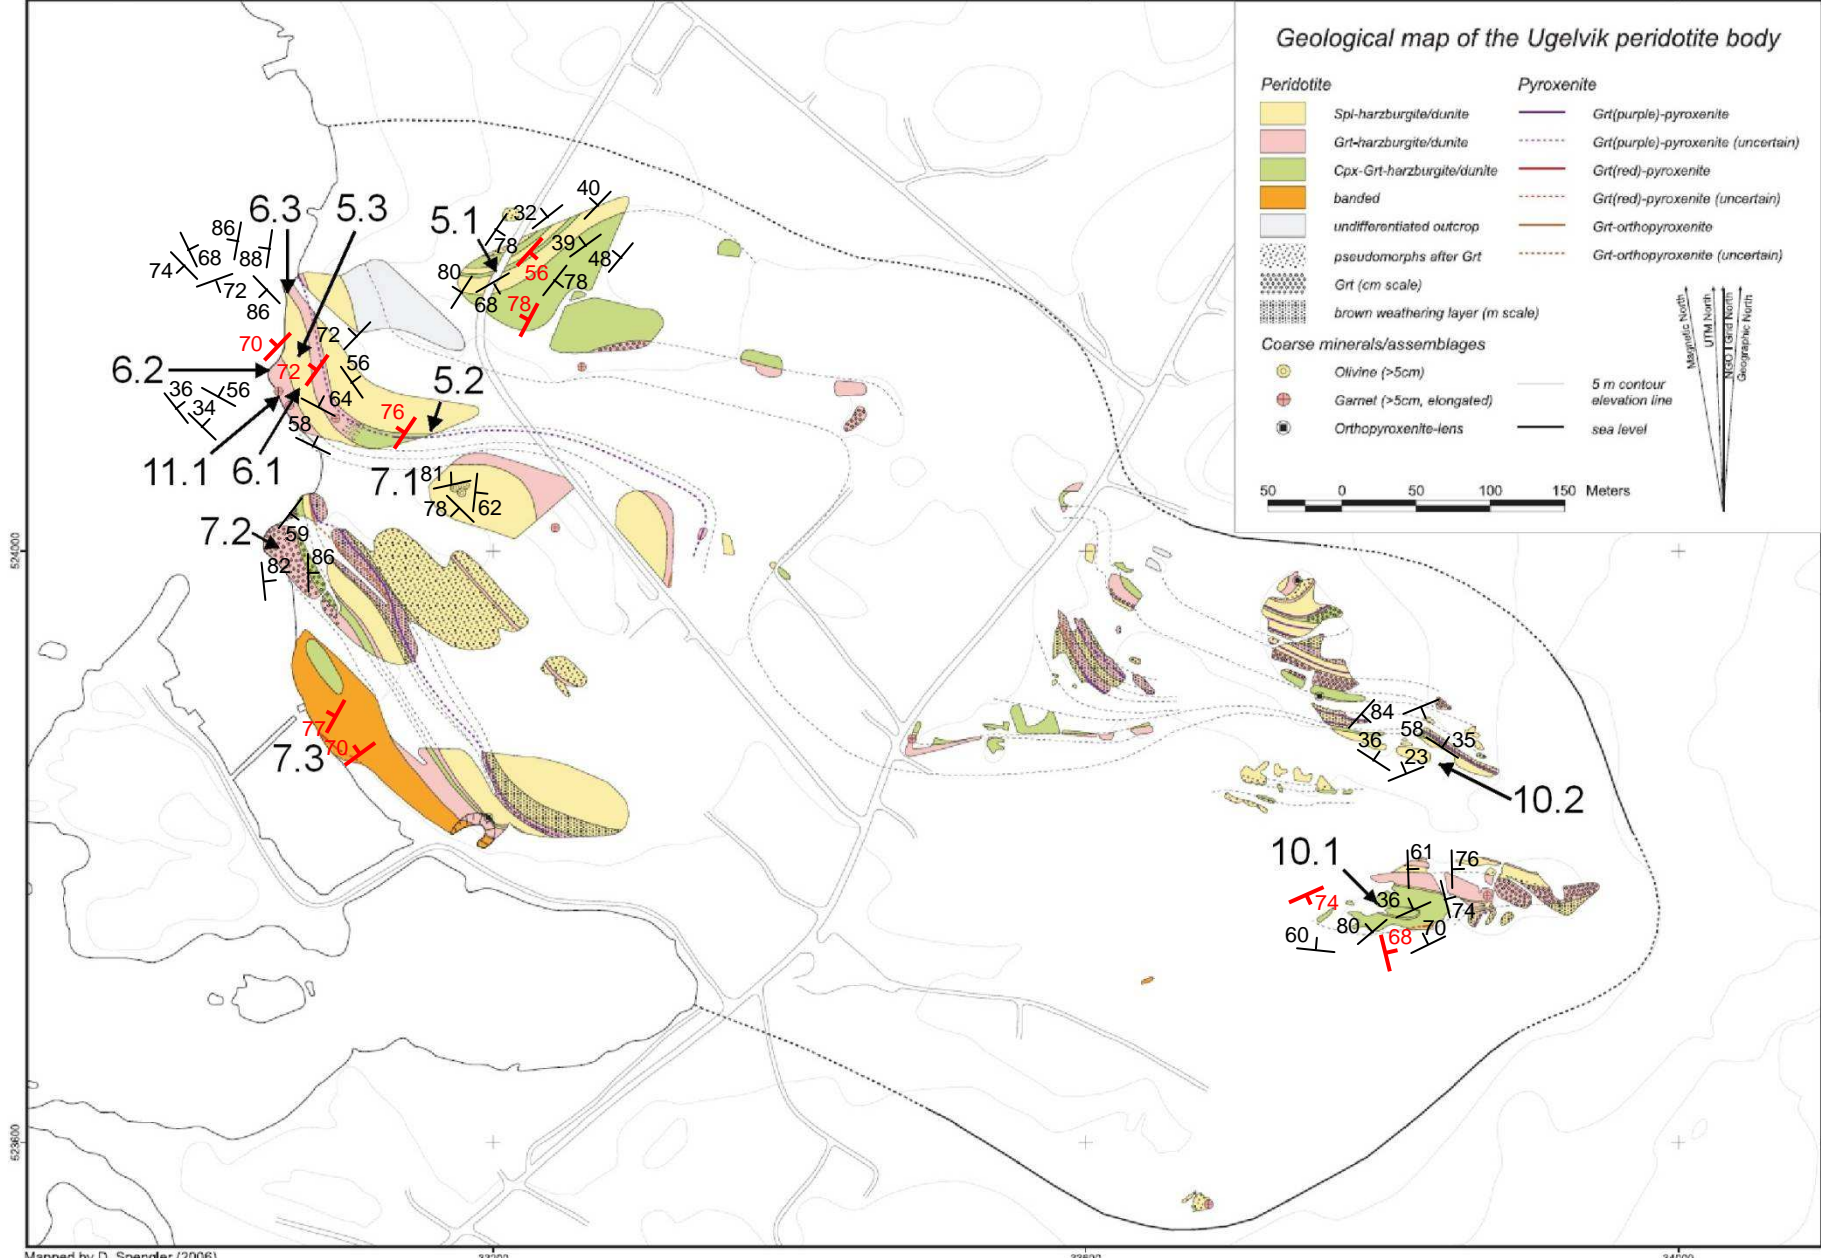 Geological map of the Ugelvik peridotite body
Peridotite
Pyroxenite
Spl-harzburgite/dunite
Grt(purple)-pyroxenite
Grt-harzburgite/dunite
Grt(purple)-pyroxenite (uncertain)
Cpx-Grt-harzburgite/dunite
Grt(red)-pyroxenite
banded
Grt(red)-pyroxenite (uncertain)
undifferentiated outcrop
Grt-orthopyroxenite
pseudomorphs after Grt
Grt-orthopyroxenite (uncertain)
Grt (cm scale)
brown weathering layer (m scale)
Coarse minerals/assemblages
Olivine (>5cm)
5 m contour
elevation line
Garnet (>5cm, elongated)
Orthopyroxenite-lens
sea level
Magnetic North
UTM North
NGO I Grid North
Geographic North
50 0 50 100 150 Meters
40
6.3 5.3 5.1
32
86
78
39
68 88
48
74
80
56
72
78
86
68
78
70
72
6.2
56
72
5.2
36 56
64
34
76
58
11.1 6.1
7.1
81
78
62
7.2
59
86
82
524000
77
70
7.3
84
58
36
35
23
10.2
10.1
61
76
74
36
74
80
70
60
68
523600
Mapped by D. Spengler (2006)